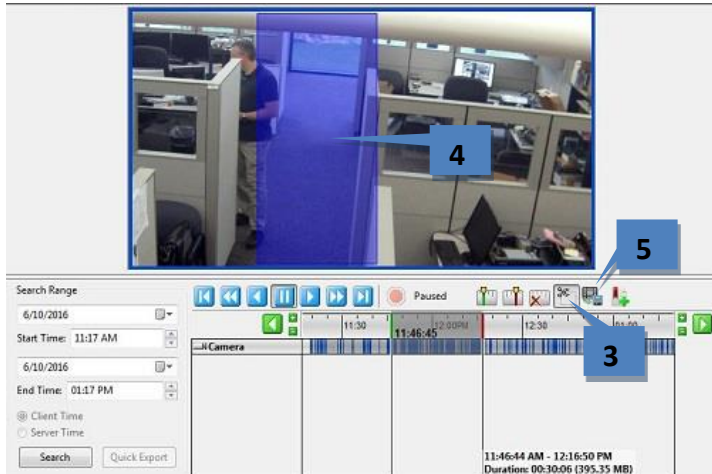 4
5
Search Range
6/10/2016
Start Time: 11:17 AM
6/10/2016
End Time: 01:17 PM
Client Time
Server Time
Search
Quick Export
Paused
11:30
11:46:45
12:00PM
12:30
01:00
Camera
3
11:46:44 AM - 12:16:50 PM
Duration: 00:30:06 (395.35 MB)